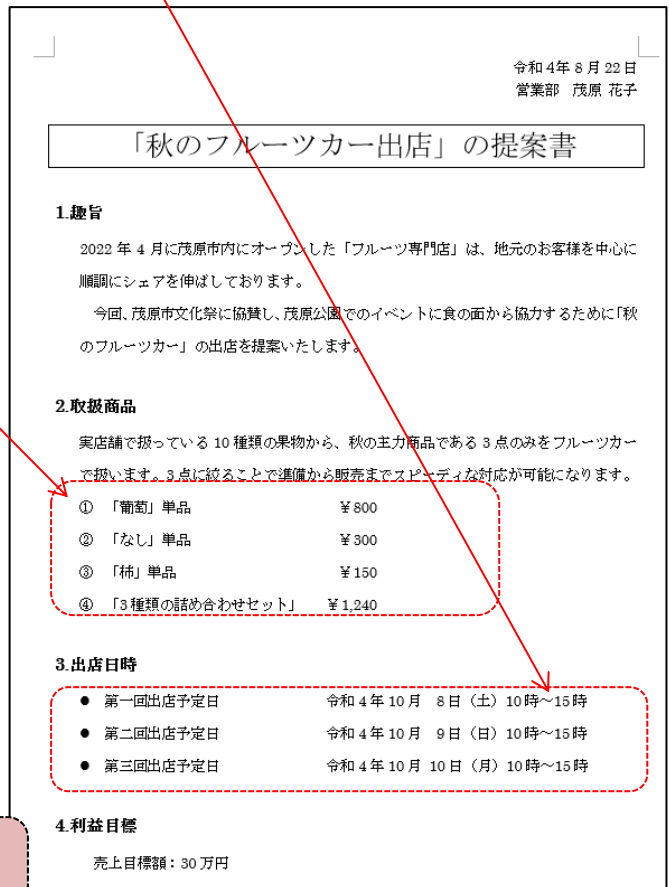 令和 4年 8 月 22 日
営業部　茂原 花子
「秋のフルーツカー出店」の提案書
1.趣旨
2022 年 4 月に茂原市内にオープンした「フルーツ専門店」は、地元のお客様を中心に
順調にシェアを伸ばしております。
今回、茂原市文化祭に協賛し、茂原公園でのイベントに食の面から協力するために「秋
のフルーツカー」の出店を提案いたします。
2.取扱商品
実店舗で扱っている 10 種類の果物から、秋の主力商品である 3 点のみをフルーツカー
で扱います。3 点に絞ることで準備から販売までスピーディな対応が可能になります。
① 「葡萄」単品　￥800
② 「なし」単品　￥300
③ 「柿」単品　￥150
④ 「3 種類の詰め合わせセット」　￥1,240
3.出店日時
● 第一回出店予定日　令和 4 年 10 月　8 日（土）10 時～15 時
● 第二回出店予定日　令和 4 年 10 月　9 日（日）10 時～15 時
● 第三回出店予定日　令和 4 年 10 月 10 日（月）10 時～15 時
4.利益目標
売上目標額：30 万円